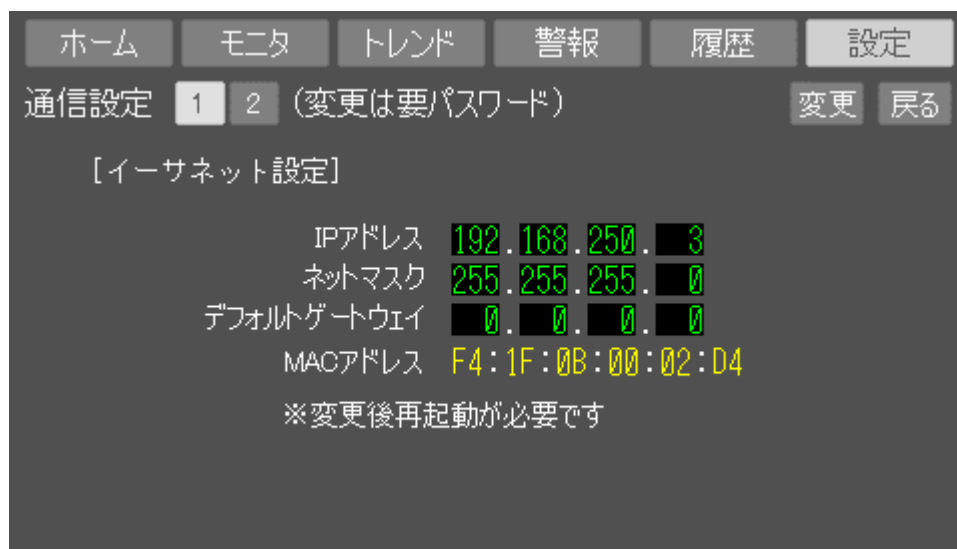 ホーム モニタ トレンド 警報 履歴 設定
通信設定 1 2 (変更は要パスワード) 変更 戻る
[イーサネット設定]
IPアドレス 192.168.250. 3
ネットマスク 255.255.255. 0
デフォルトゲートウェイ 0. 0. 0. 0
MACアドレス F4:1F:0B:00:02:D4
※変更後再起動が必要です